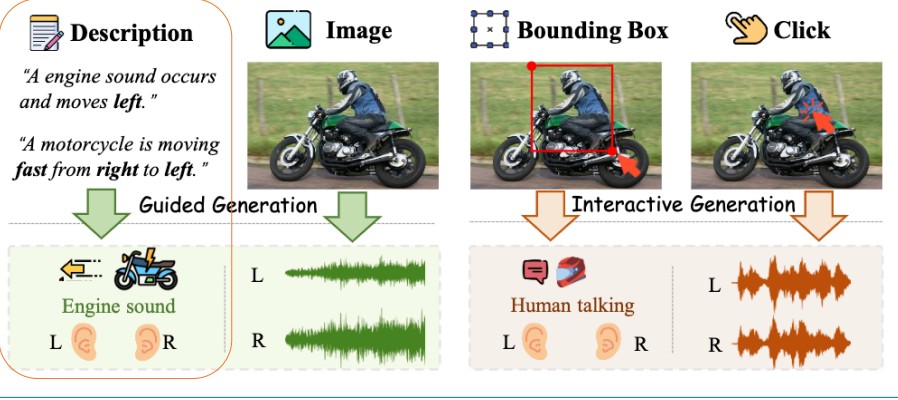 Description
Image
Bounding Box
Click
“A engine sound occurs
and moves left.”
“A motorcycle is moving
fast from right to left.”
Guided Generation
Interactive Generation
Engine sound
L
R
L
R
Human talking
L
R
L
R